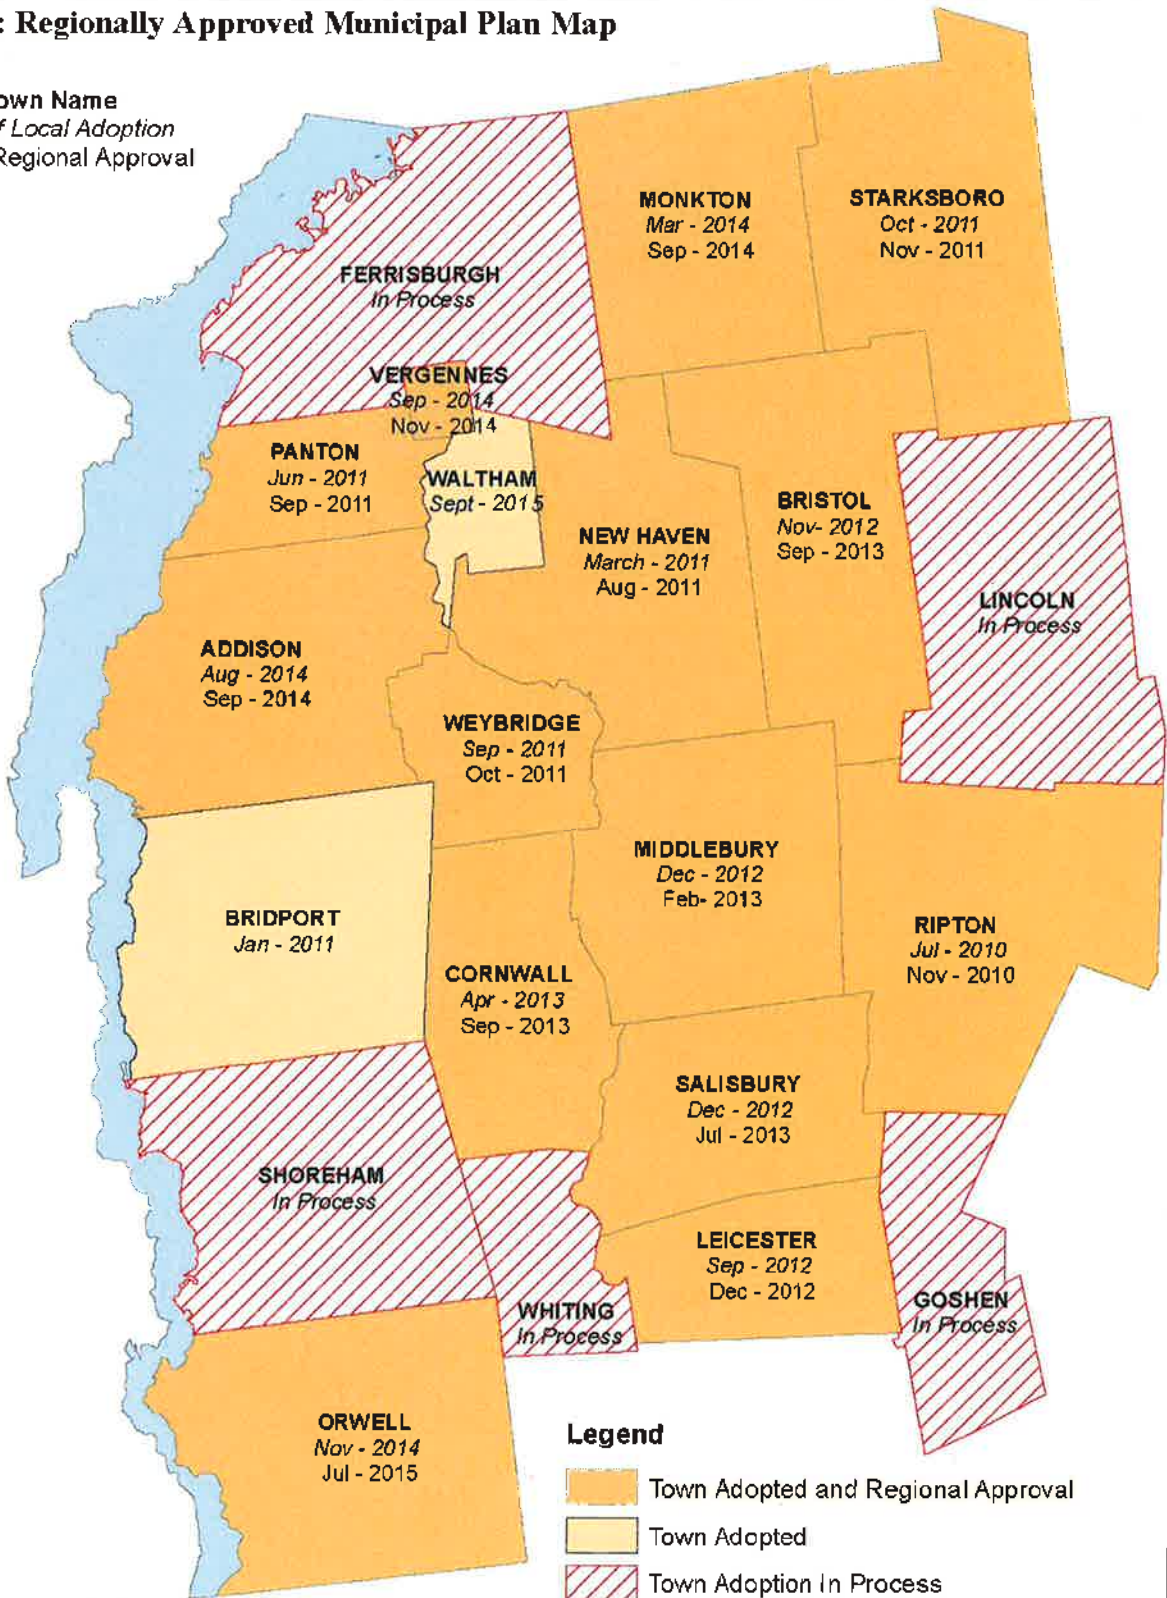 : Regionally Approved Municipal Plan Map
own Name
f Local Adoption
Regional Approval
MONKTON
Mar - 2014
Sep - 2014
STARKSBORO
Oct - 2011
Nov - 2011
FERRISBURGH
In Process
VERGENNES
Sep - 2014
Nov - 2014
PANTON
Jun - 2011
Sep - 2011
WALTHAM
Sept - 2015
NEW HAVEN
March - 2011
Aug - 2011
BRISTOL
Nov- 2012
Sep - 2013
LINCOLN
In Process
ADDISON
Aug - 2014
Sep - 2014
WEYBRIDGE
Sep - 2011
Oct - 2011
MIDDLEBURY
Dec - 2012
Feb- 2013
BRIDPORT
Jan - 2011
RIPTON
Jul - 2010
Nov - 2010
CORNWALL
Apr - 2013
Sep - 2013
SALISBURY
Dec - 2012
Jul - 2013
SHOREHAM
In Process
LEICESTER
Sep - 2012
Dec - 2012
WHITING
In Process
GOSHEN
In Process
ORWELL
Nov - 2014
Jul - 2015
Legend
Town Adopted and Regional Approval
Town Adopted
Town Adoption In Process